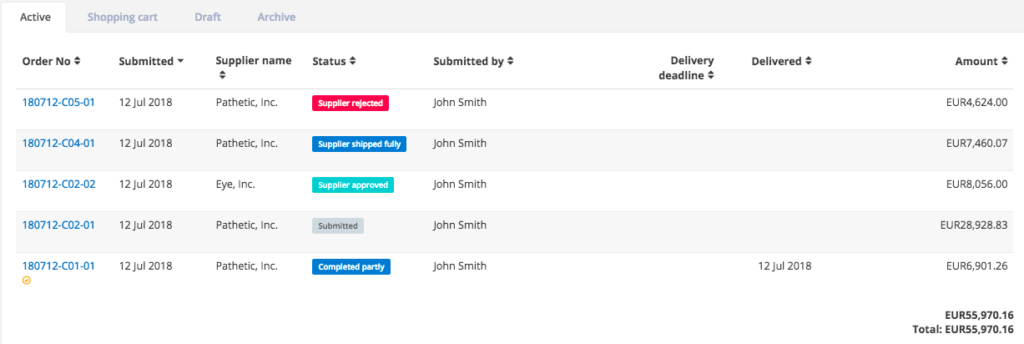 Active Shopping cart Draft Archive
Order No Submitted Supplier name Status Submitted by Delivery deadline Delivered Amount
180712-C05-01 12 Jul 2018 Pathetic, Inc. Supplier rejected John Smith EUR4,624.00
180712-C04-01 12 Jul 2018 Pathetic, Inc. Supplier shipped fully John Smith EUR7,460.07
180712-C02-02 12 Jul 2018 Eye, Inc. Supplier approved John Smith EUR8,056.00
180712-C02-01 12 Jul 2018 Pathetic, Inc. Submitted John Smith EUR28,928.83
180712-C01-01 12 Jul 2018 Pathetic, Inc. Completed partly John Smith 12 Jul 2018 EUR6,901.26
EUR55,970.16
Total: EUR55,970.16